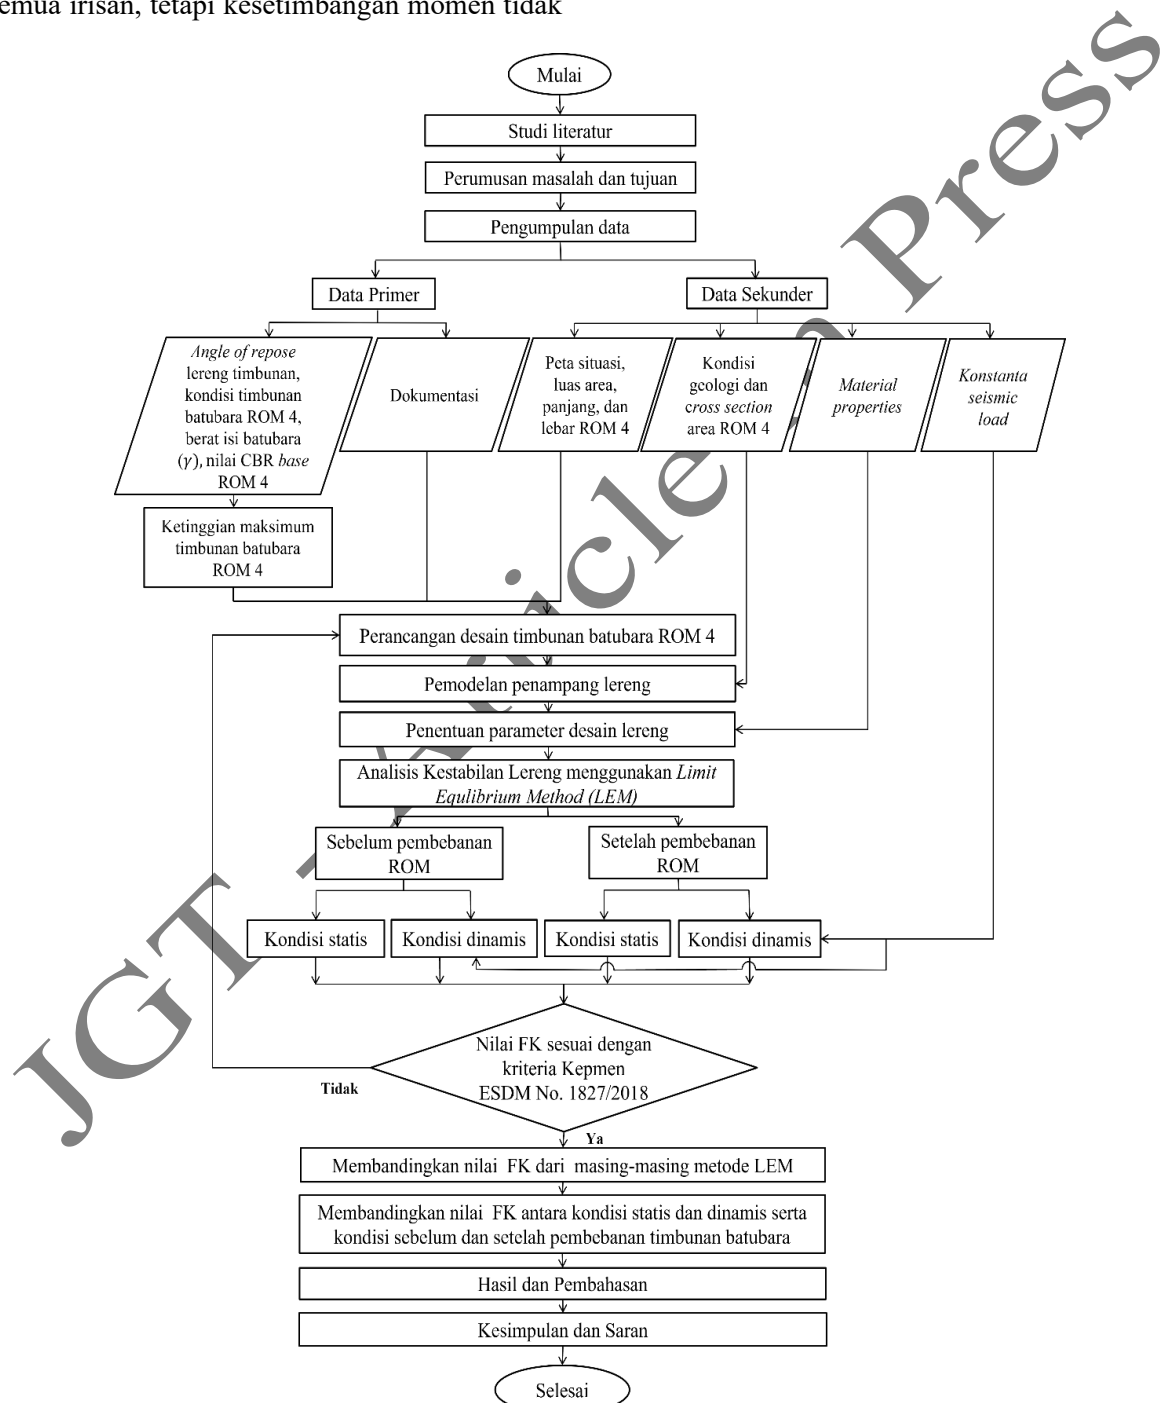 emua irisan, tetapi kesetimbangan momen tidak
Mulai
Studi literatur
Perumusan masalah dan tujuan
Pengumpulan data
Data Primer
Data Sekunder
Angle of repose
lereng timbunan,
kondisi timbunan
batubara ROM 4,
berat isi batubara
(γ), nilai CBR base
ROM 4
Dokumentasi
Peta situasi,
luas area,
panjang, dan
lebar ROM 4
Kondisi
geologi dan
cross section
area ROM 4
Material
properties
Konstanta
seismic
load
Ketinggian maksimum
timbunan batubara
ROM 4
Perancangan desain timbunan batubara ROM 4
Pemodelan penampang lereng
Penentuan parameter desain lereng
Analisis Kestabilan Lereng menggunakan Limit
Equlibrium Method (LEM)
Sebelum pembebanan
ROM
Setelah pembebanan
ROM
Kondisi statis
Kondisi dinamis
Kondisi statis
Kondisi dinamis
Nilai FK sesuai dengan
kriteria Kepmen
ESDM No. 1827/2018
Tidak
Ya
Membandingkan nilai FK dari masing-masing metode LEM
Membandingkan nilai FK antara kondisi statis dan dinamis serta
kondisi sebelum dan setelah pembebanan timbunan batubara
Hasil dan Pembahasan
Kesimpulan dan Saran
Selesai
JGT - Article in Press